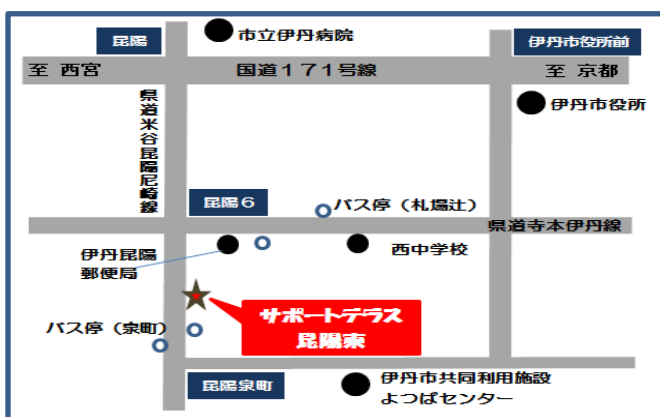 市立伊丹病院
昆陽
伊丹市役所前
至 西宮
国道171号線
至 京都
県道米谷昆陽尼崎線
伊丹市役所
昆陽6
バス停（札場辻）
県道寺本伊丹線
伊丹昆陽
郵便局
西中学校
サポートテラス
昆陽東
バス停（泉町）
昆陽泉町
伊丹市共同利用施設
よつばセンター